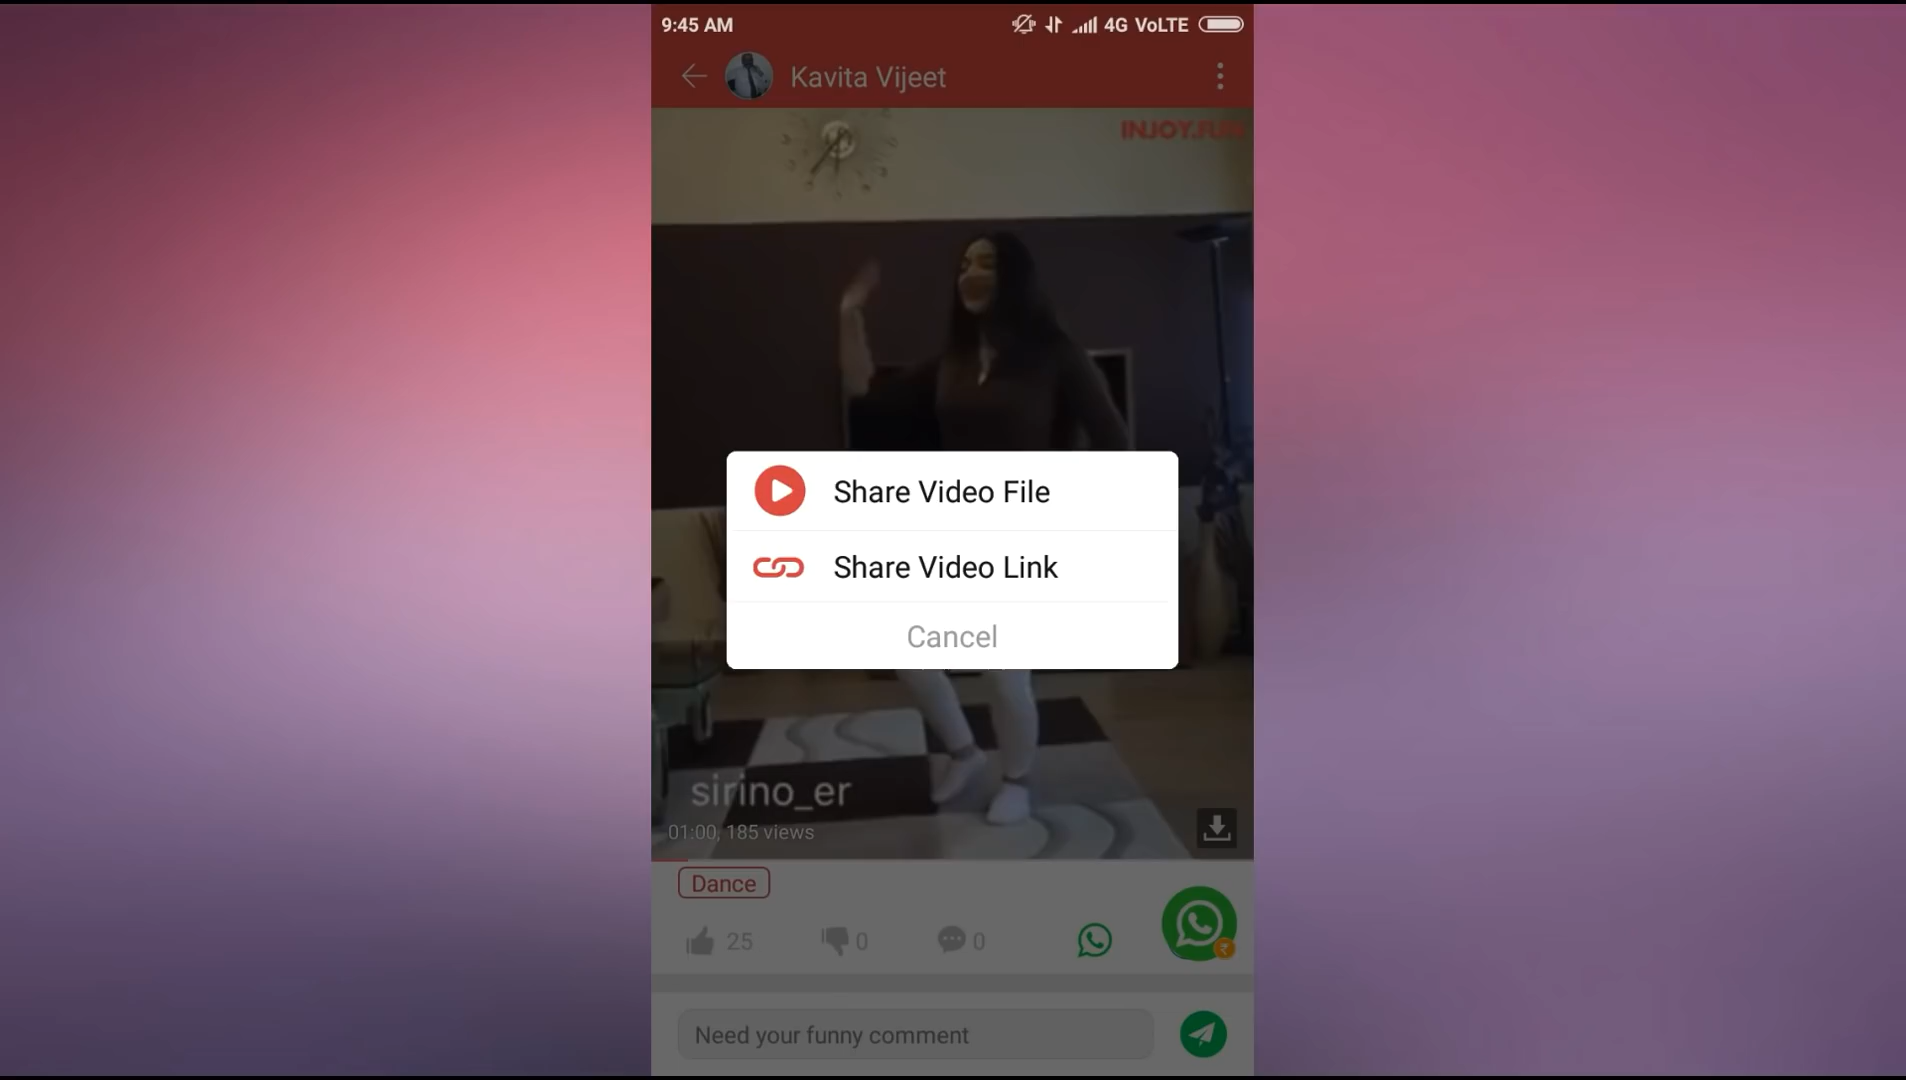 9:45 AM
4G VoLTE
Kavita Vijeet
INJOY.FUN
Share Video File
Share Video Link
Cancel
sirino_er
01:00, 185 views
Dance
25
0
0
₹
Need your funny comment